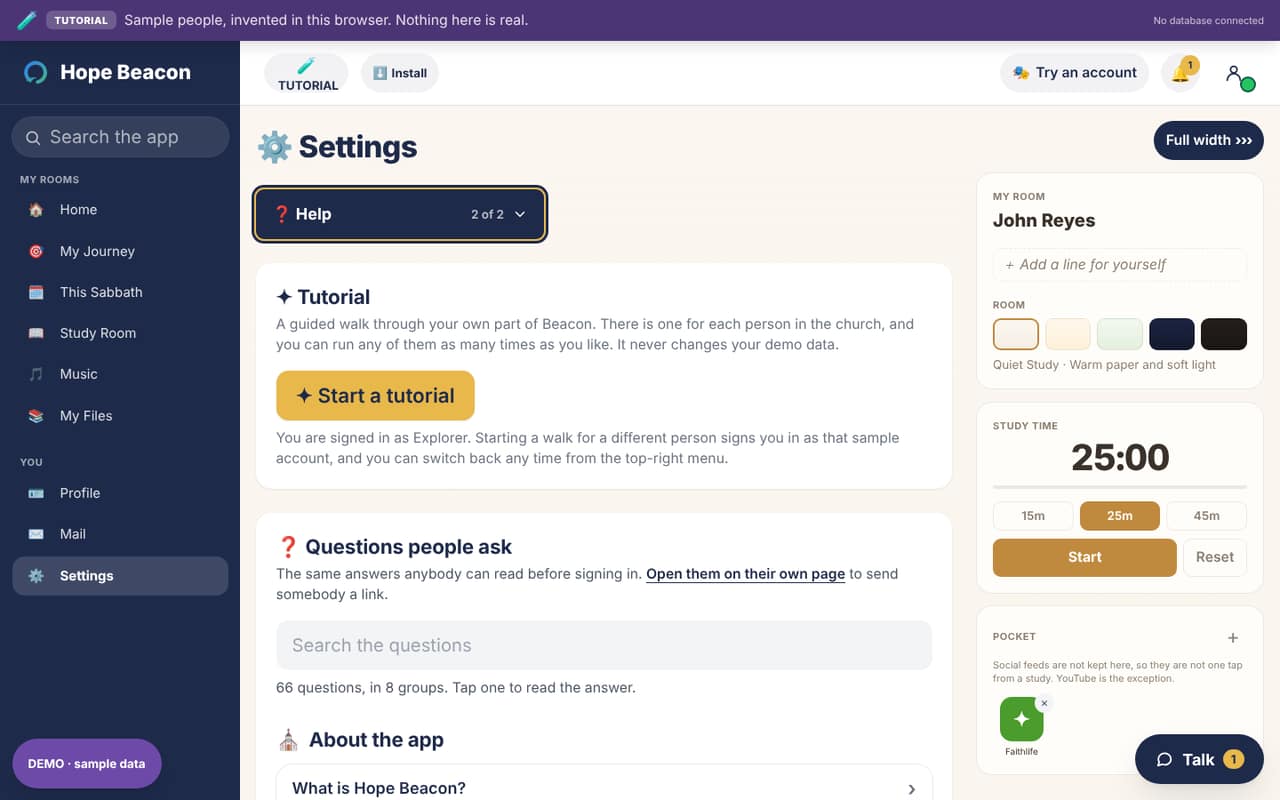 TUTORIAL Sample people, invented in this browser. Nothing here is real.
No database connected
Hope Beacon
Search the app
MY ROOMS
Home
My Journey
This Sabbath
Study Room
Music
My Files
YOU
Profile
Mail
Settings
DEMO · sample data
TUTORIAL
Install
Try an account
1
Settings
Help
2 of 2
Tutorial
A guided walk through your own part of Beacon. There is one for each person in the church, and
you can run any of them as many times as you like. It never changes your demo data.
Start a tutorial
You are signed in as Explorer. Starting a walk for a different person signs you in as that sample
account, and you can switch back any time from the top-right menu.
Questions people ask
The same answers anybody can read before signing in. Open them on their own page to send
somebody a link.
Search the questions
66 questions, in 8 groups. Tap one to read the answer.
About the app
What is Hope Beacon?
Full width ›››
MY ROOM
John Reyes
+ Add a line for yourself
ROOM
Quiet Study · Warm paper and soft light
STUDY TIME
25:00
15m
25m
45m
Start
Reset
POCKET
+
Social feeds are not kept here, so they are not one tap
from a study. YouTube is the exception.
×
Faithlife
Talk 1